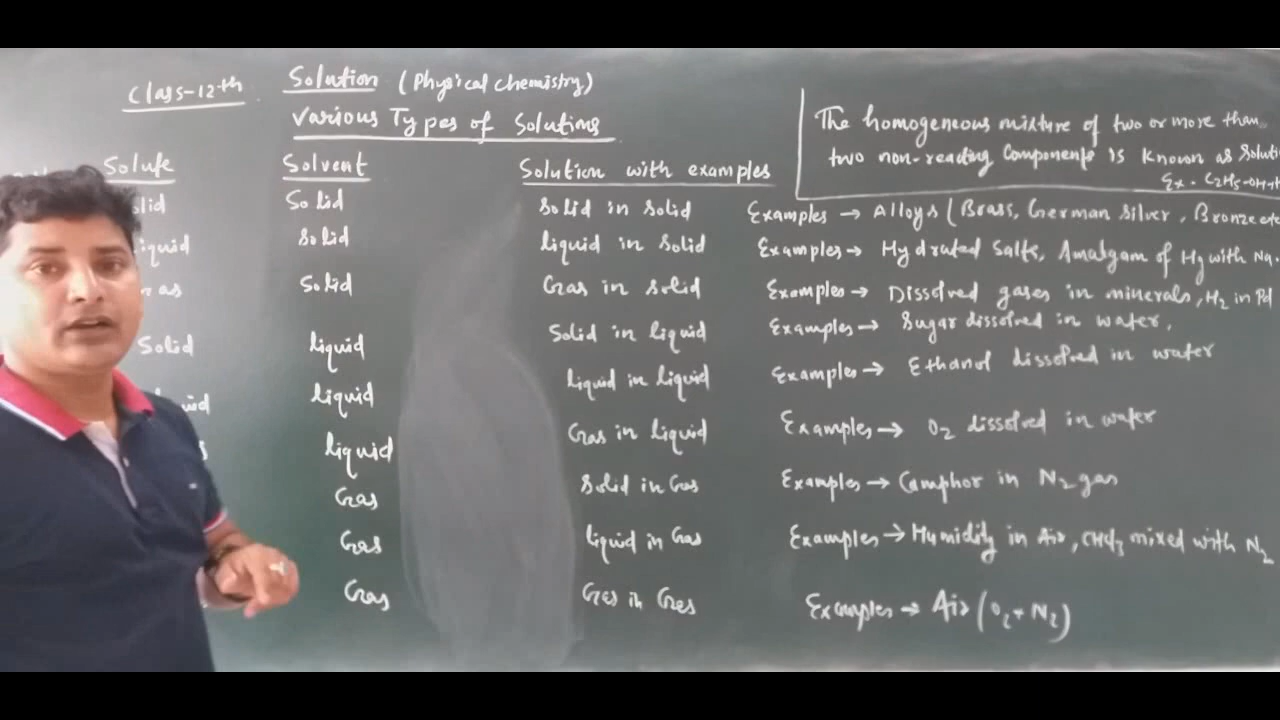 Class-12th
Solution (Physical chemistry)
Various Types of Solutions
The homogeneous mixture of two or more than
two non-reacting components is known as
Ex.
Solute Solvent Solution with examples
Solid Solid in Solid Examples → Alloys (Brass, German Silver, Bronze etc
Solid liquid in solid Examples → Hydrated Salts, Amalgam of Hg with Na.
Solid Gas in Solid Examples → Dissolved gases in minerals, H2 in Pd
Solid liquid Solid in liquid Examples → Sugar dissolved in water,
liquid liquid in liquid Examples → Ethanol dissolved in water
liquid Gas in liquid Examples → O2 dissolved in water
Gas Solid in Gas Examples → Camphor in N2 gas
Gas liquid in Gas Examples → Humidity in Air, CHCl3 mixed with N2
Gas Gas in Gas Examples → Air (O2 + N2)